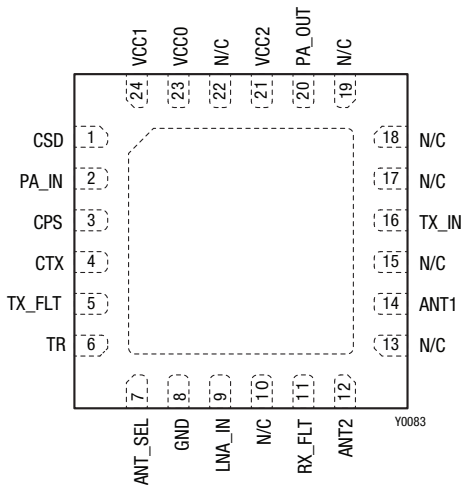 VCC1
VCC0
N/C
VCC2
PA_OUT
N/C
24
23
22
21
20
19
CSD 1
PA_IN 2
CPS 3
CTX 4
TX_FLT 5
TR 6
18 N/C
17 N/C
16 TX_IN
15 N/C
14 ANT1
13 N/C
7
8
9
10
11
12
ANT_SEL
GND
LNA_IN
N/C
RX_FLT
ANT2
Y0083